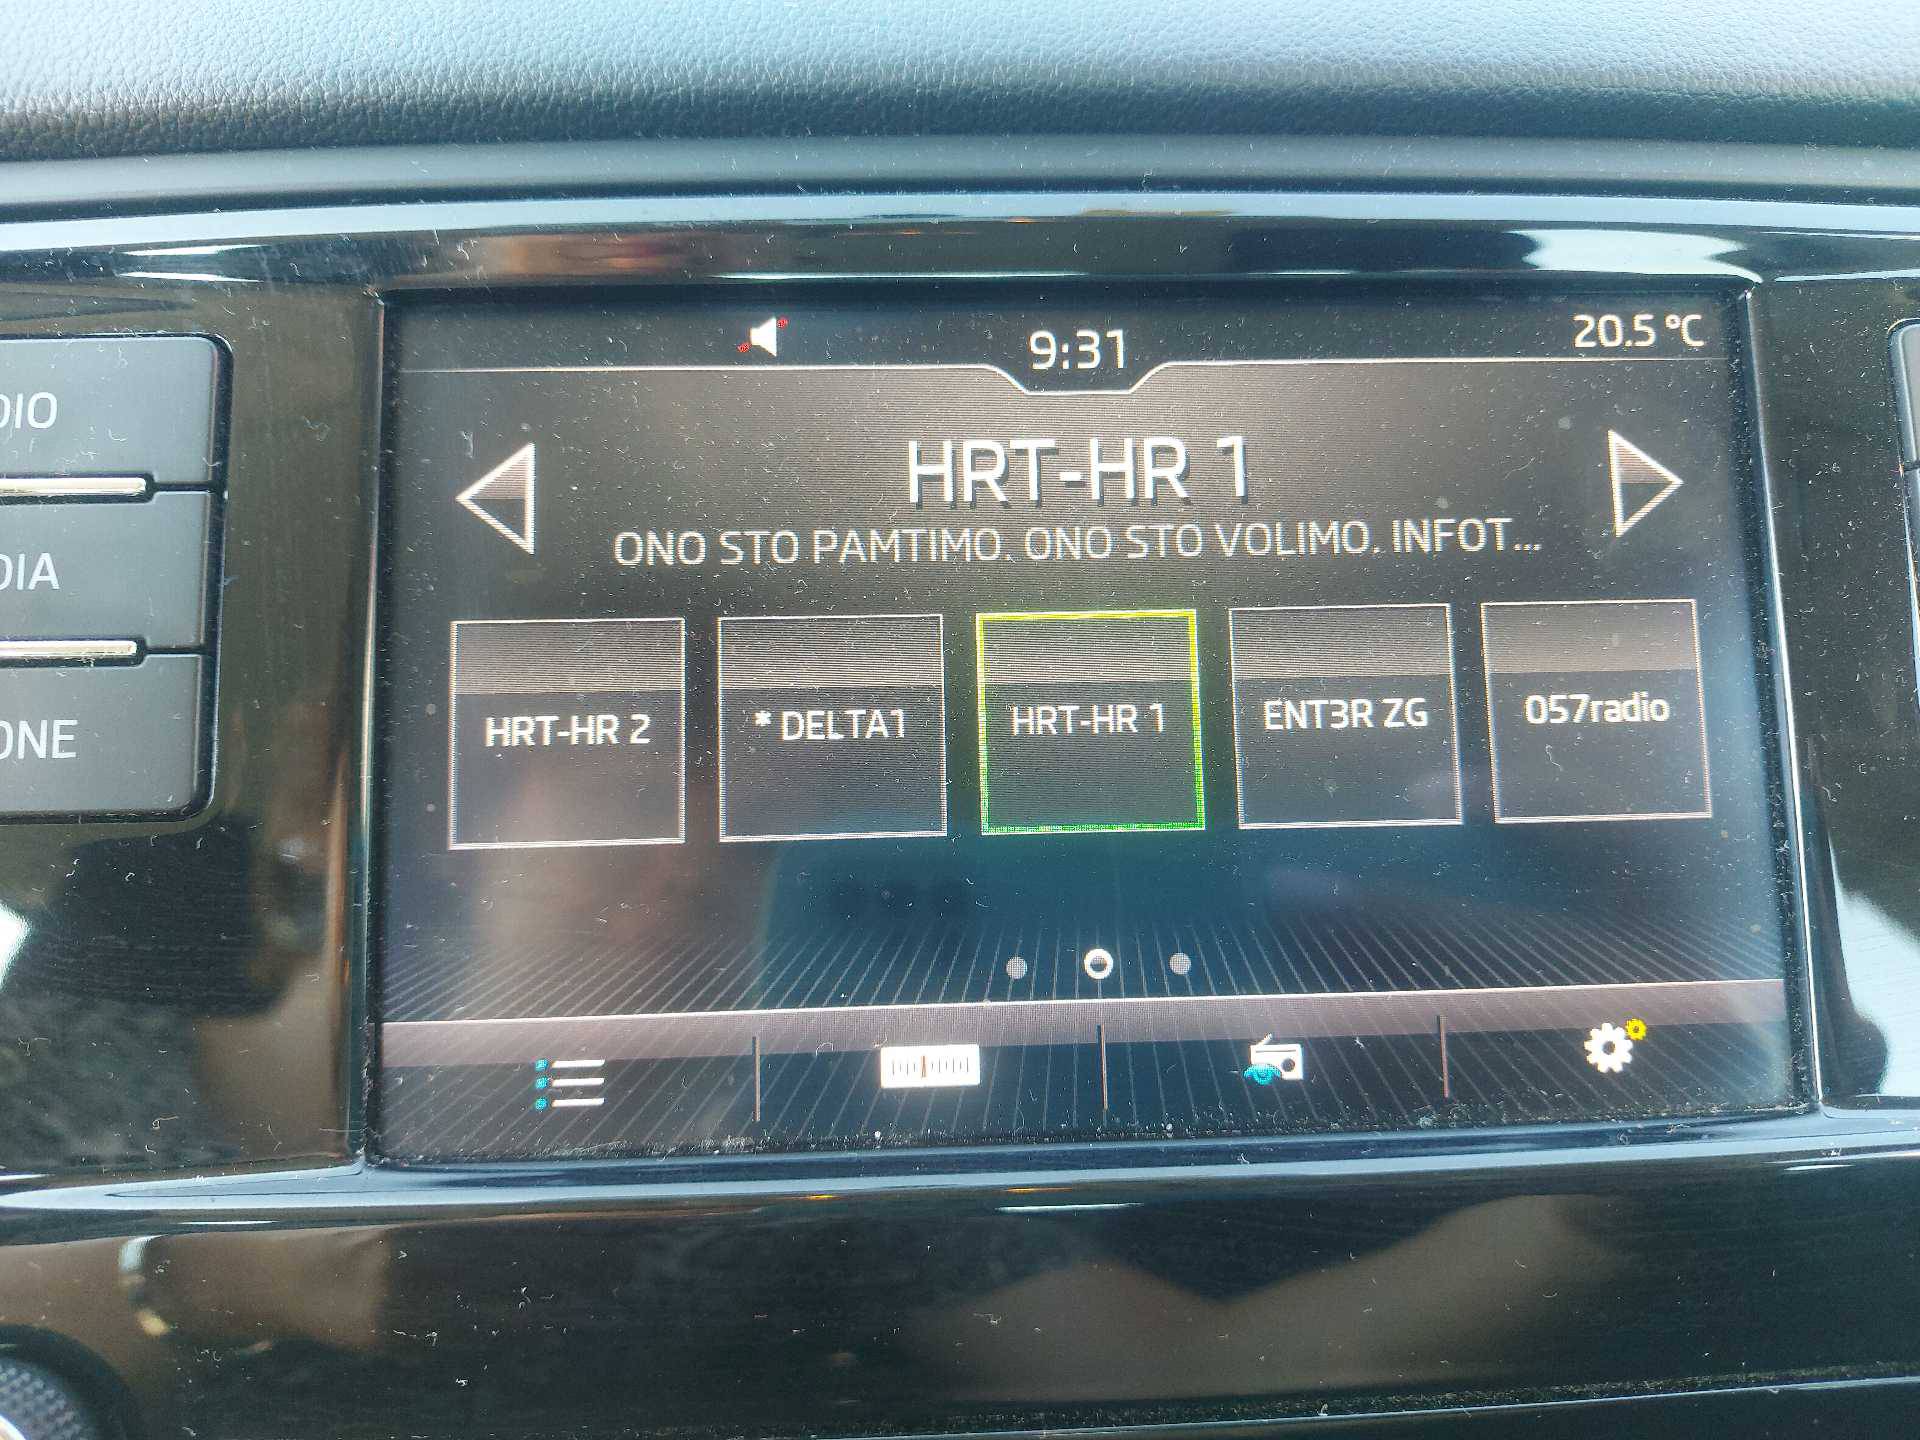 9:31
20.5 °C
HRT-HR 1
ONO STO PAMTIMO. ONO STO VOLIMO. INFOT...
HRT-HR 2
* DELTA1
HRT-HR 1
ENT3R ZG
057radio
DIO
DIA
ONE